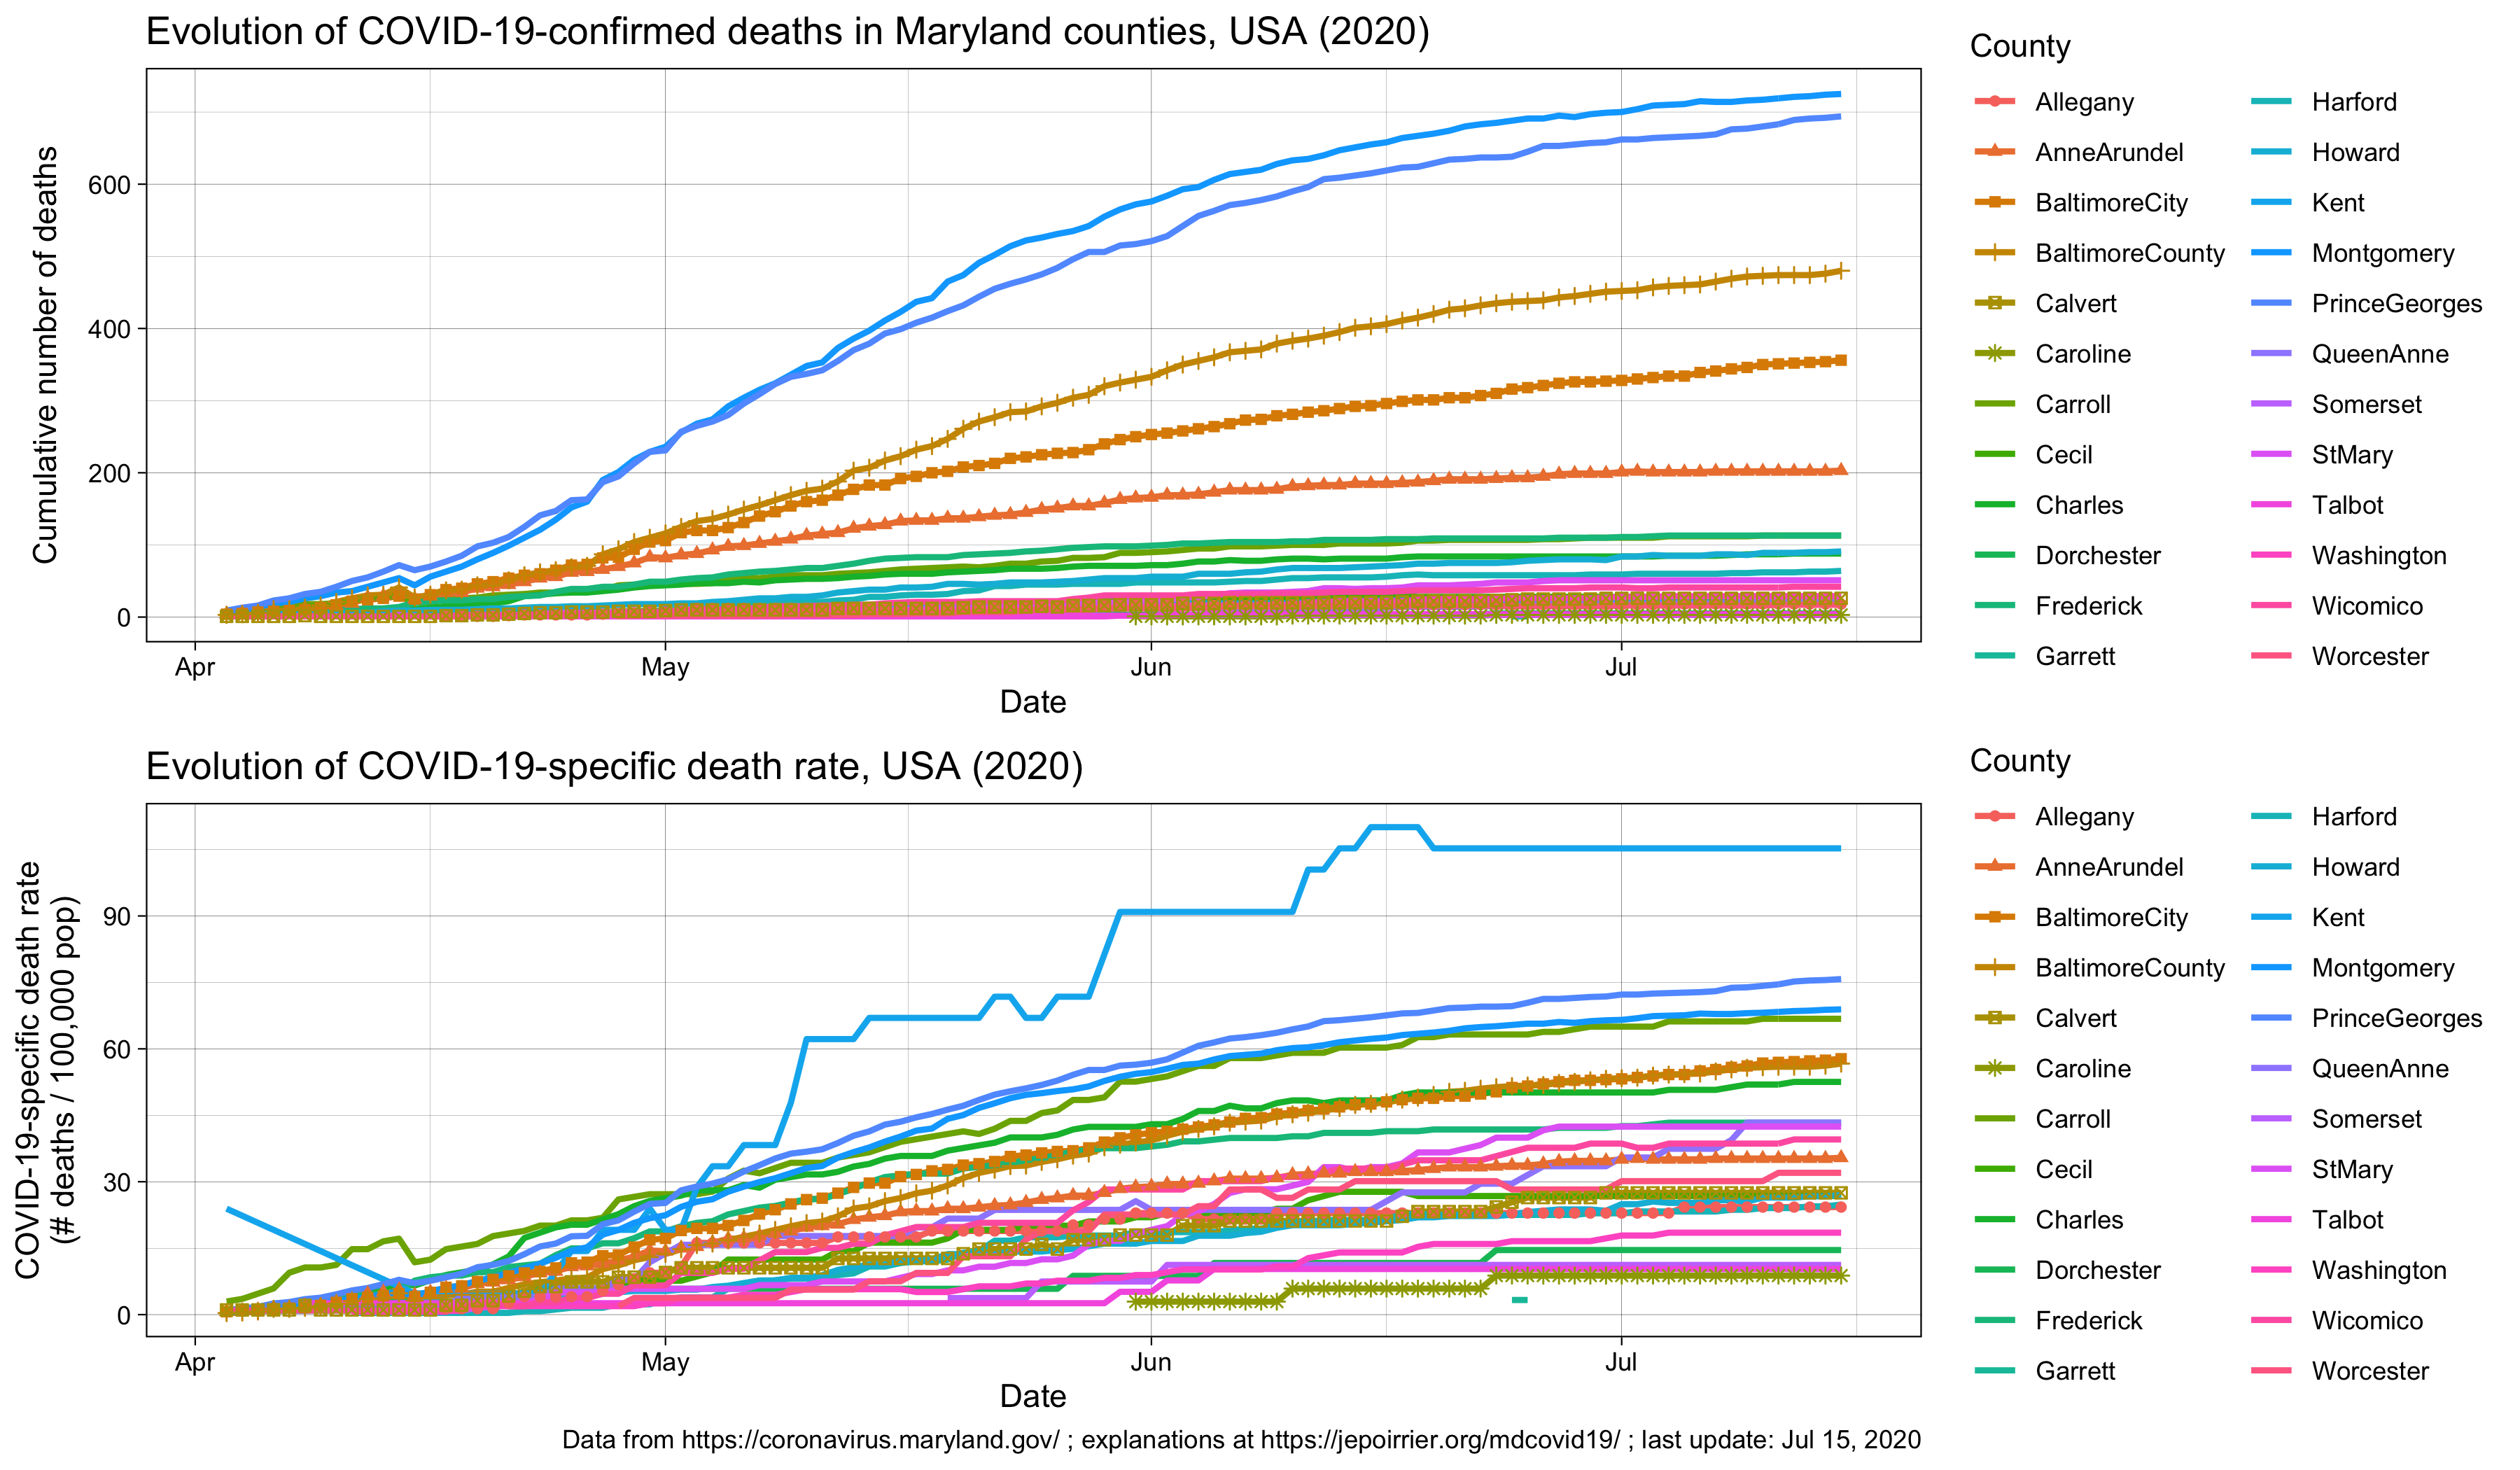 Evolution of COVID-19-confirmed deaths in Maryland counties, USA (2020)
Cumulative number of deaths
600
400
200
0
Apr
May
Jun
Jul
Date
County
Allegany
AnneArundel
BaltimoreCity
BaltimoreCounty
Calvert
Caroline
Carroll
Cecil
Charles
Dorchester
Frederick
Garrett
Harford
Howard
Kent
Montgomery
PrinceGeorges
QueenAnne
Somerset
StMary
Talbot
Washington
Wicomico
Worcester
Evolution of COVID-19-specific death rate, USA (2020)
COVID-19-specific death rate
(# deaths / 100,000 pop)
90
60
30
0
Apr
May
Jun
Jul
Date
County
Allegany
AnneArundel
BaltimoreCity
BaltimoreCounty
Calvert
Caroline
Carroll
Cecil
Charles
Dorchester
Frederick
Garrett
Harford
Howard
Kent
Montgomery
PrinceGeorges
QueenAnne
Somerset
StMary
Talbot
Washington
Wicomico
Worcester
Data from https://coronavirus.maryland.gov/ ; explanations at https://jepoirrier.org/mdcovid19/ ; last update: Jul 15, 2020